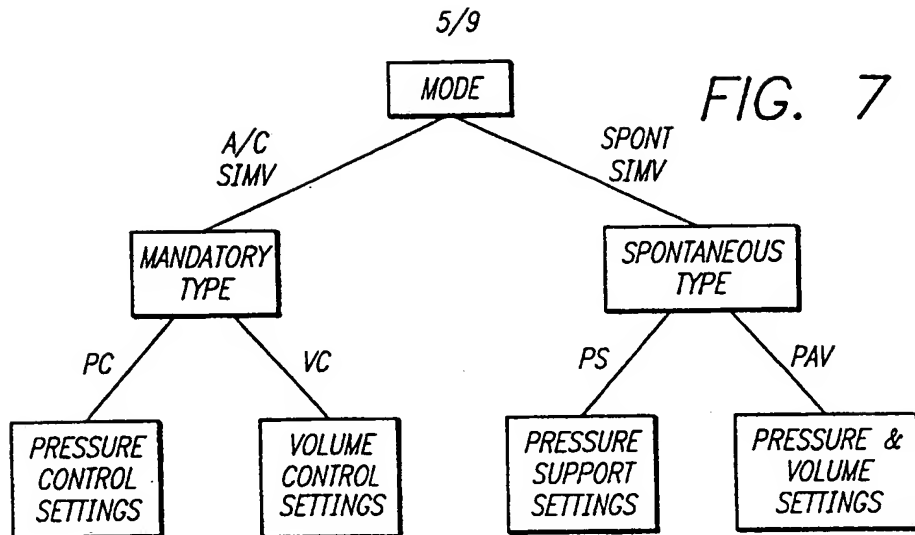 5/9
MODE
FIG. 7
A/C
SIMV
SPONT
SIMV
MANDATORY
TYPE
SPONTANEOUS
TYPE
PC
VC
PS
PAV
PRESSURE
CONTROL
SETTINGS
VOLUME
CONTROL
SETTINGS
PRESSURE
SUPPORT
SETTINGS
PRESSURE &
VOLUME
SETTINGS